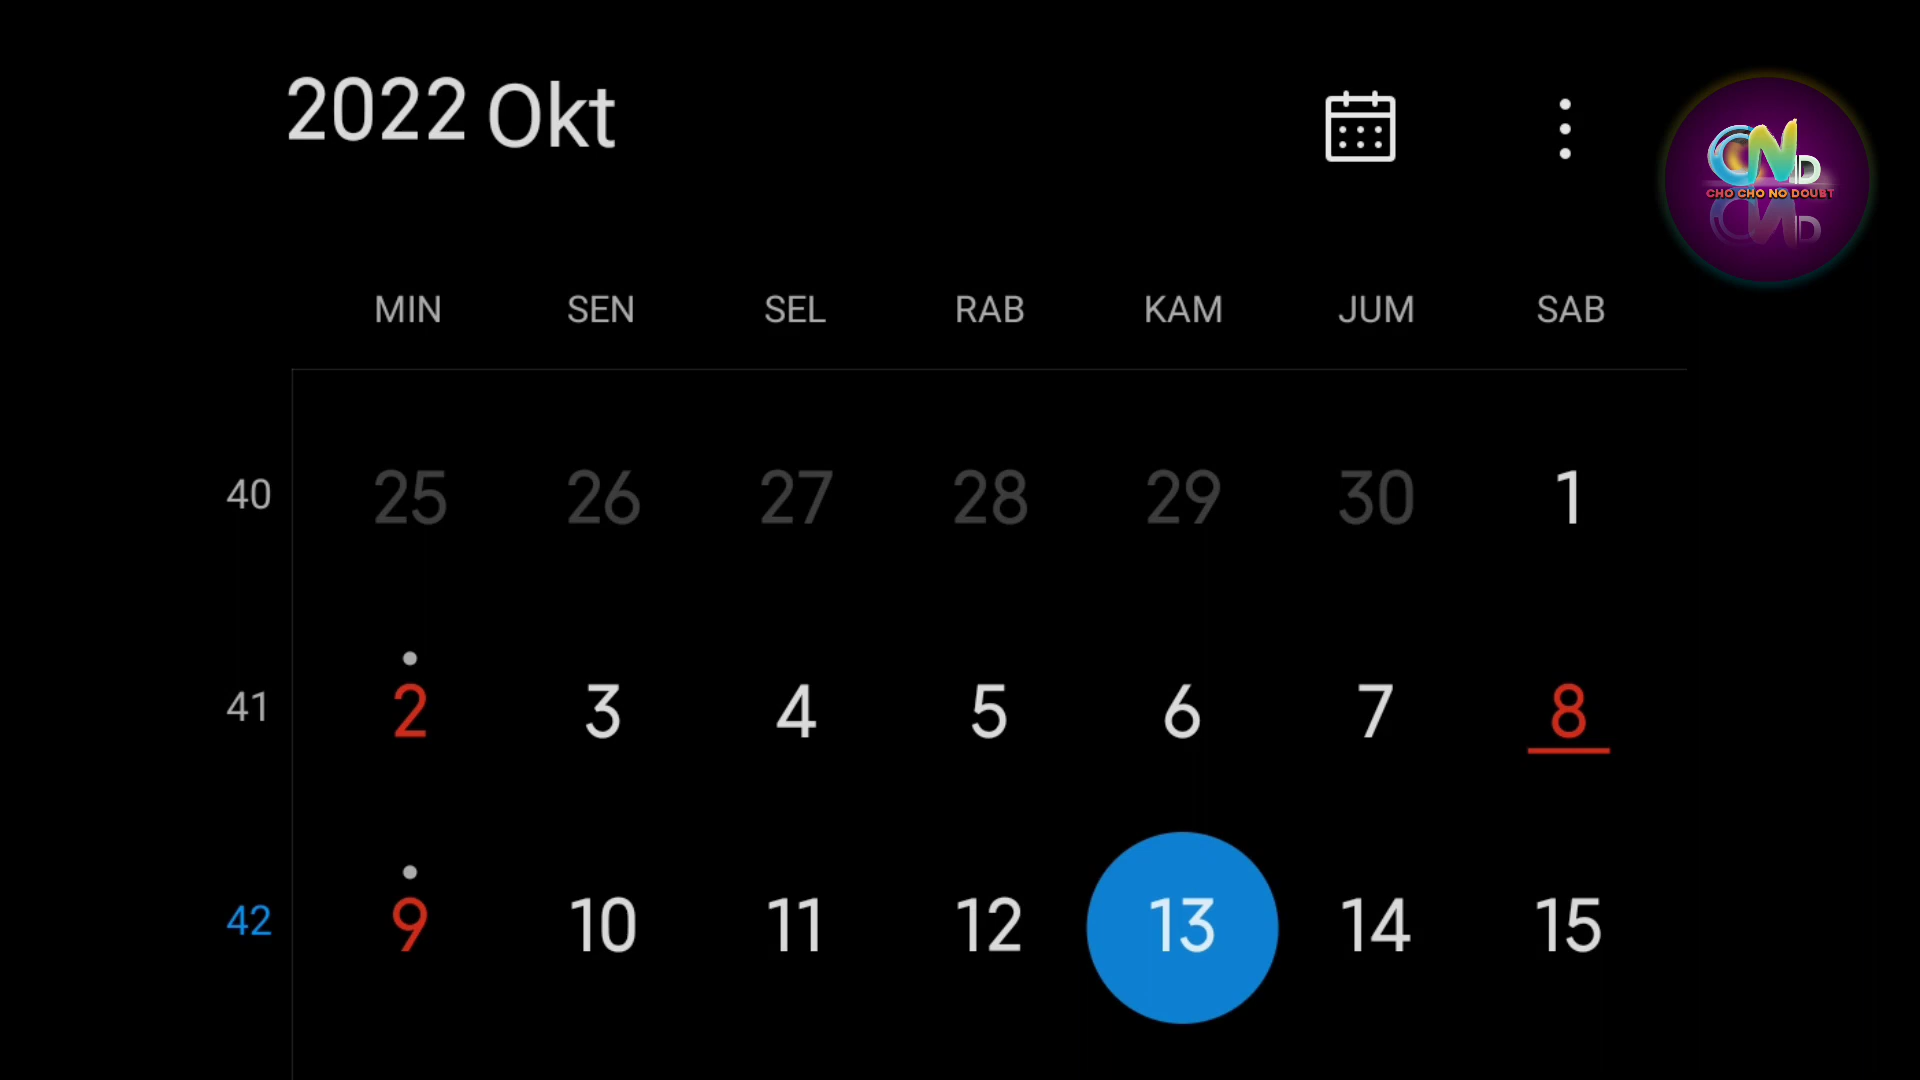 2022 Okt
CND
CHO CHO NO DOUBT
MIN SEN SEL RAB KAM JUM SAB
40 25 26 27 28 29 30 1
41 2 3 4 5 6 7 8
42 9 10 11 12 13 14 15